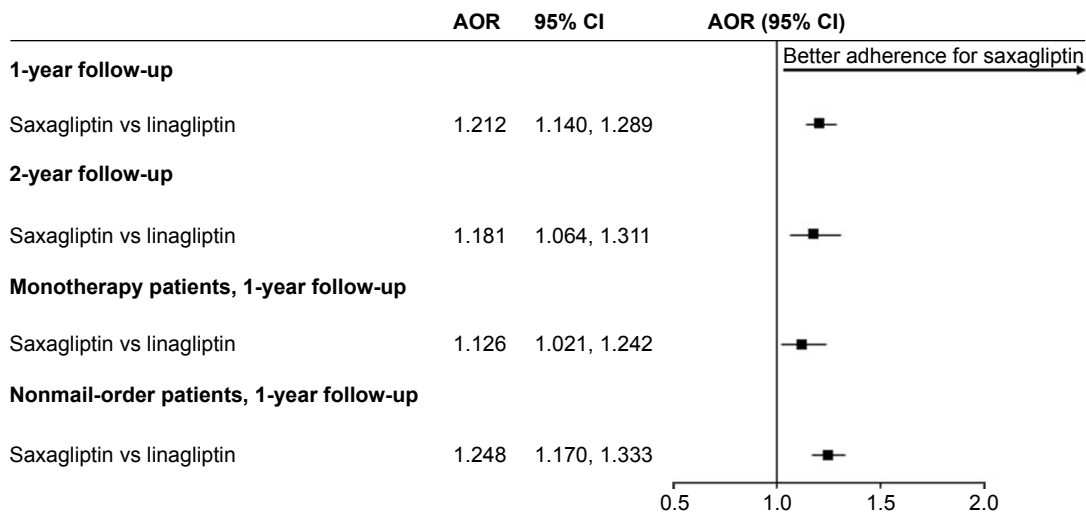 AOR 95% CI AOR (95% CI)
Better adherence for saxagliptin
1-year follow-up
Saxagliptin vs linagliptin 1.212 1.140, 1.289
2-year follow-up
Saxagliptin vs linagliptin 1.181 1.064, 1.311
Monotherapy patients, 1-year follow-up
Saxagliptin vs linagliptin 1.126 1.021, 1.242
Nonmail-order patients, 1-year follow-up
Saxagliptin vs linagliptin 1.248 1.170, 1.333
0.5 1.0 1.5 2.0